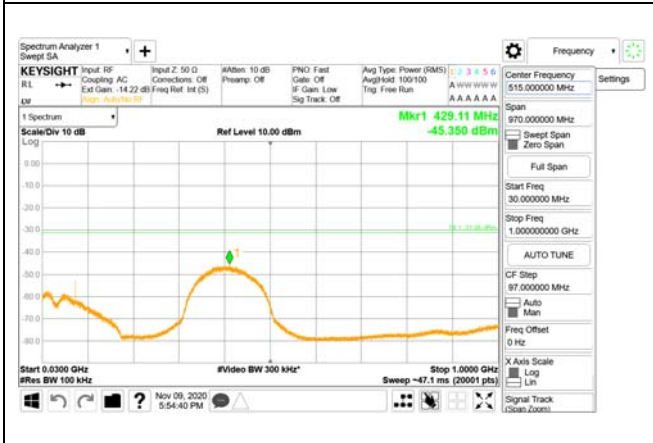 Spectrum Analyzer 1
Swept SA
Frequency
KEYSIGHT
RL
Input: RF
Coupling: AC
Ext Gain: -14.22 dB
Align: Auto/No RF
Input Z: 50 Ω
Corrections: Off
Freq Ref: Int (S)
#Atten: 10 dB
Preamp: Off
PNO: Fast
Gate: Off
IF Gain: Low
Sig Track: Off
Avg Type: Power (RMS)
Avg|Hold: 100/100
Trig: Free Run
1 2 3 4 5 6
A W W W W W
A A A A A A
1 Spectrum
Scale/Div 10 dB
Log
Ref Level 10.00 dBm
Mkr1 429.11 MHz
-45.350 dBm
0.00
-10.0
-20.0
-30.0
-40.0
-50.0
-60.0
-70.0
-80.0
1
Start 0.0300 GHz
#Res BW 100 kHz
#Video BW 300 kHz*
Stop 1.0000 GHz
Sweep ~47.1 ms (20001 pts)
Nov 09, 2020
5:54:40 PM
Center Frequency
515.000000 MHz
Settings
Span
970.000000 MHz
Swept Span
Zero Span
Full Span
Start Freq
30.000000 MHz
Stop Freq
1.000000000 GHz
AUTO TUNE
CF Step
97.000000 MHz
Auto
Man
Freq Offset
0 Hz
X Axis Scale
Log
Lin
Signal Track
(Span Zoom)